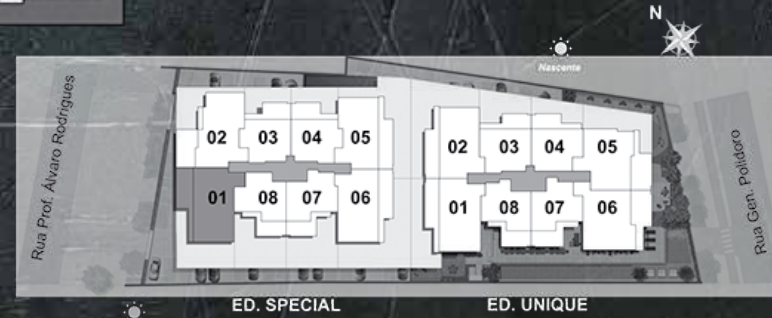 N
Nascente
Rua Prof. Álvaro Rodrigues
02 03 04 05
01 08 07 06
02 03 04 05
01 08 07 06
Rua Gen. Polidoro
ED. SPECIAL
ED. UNIQUE